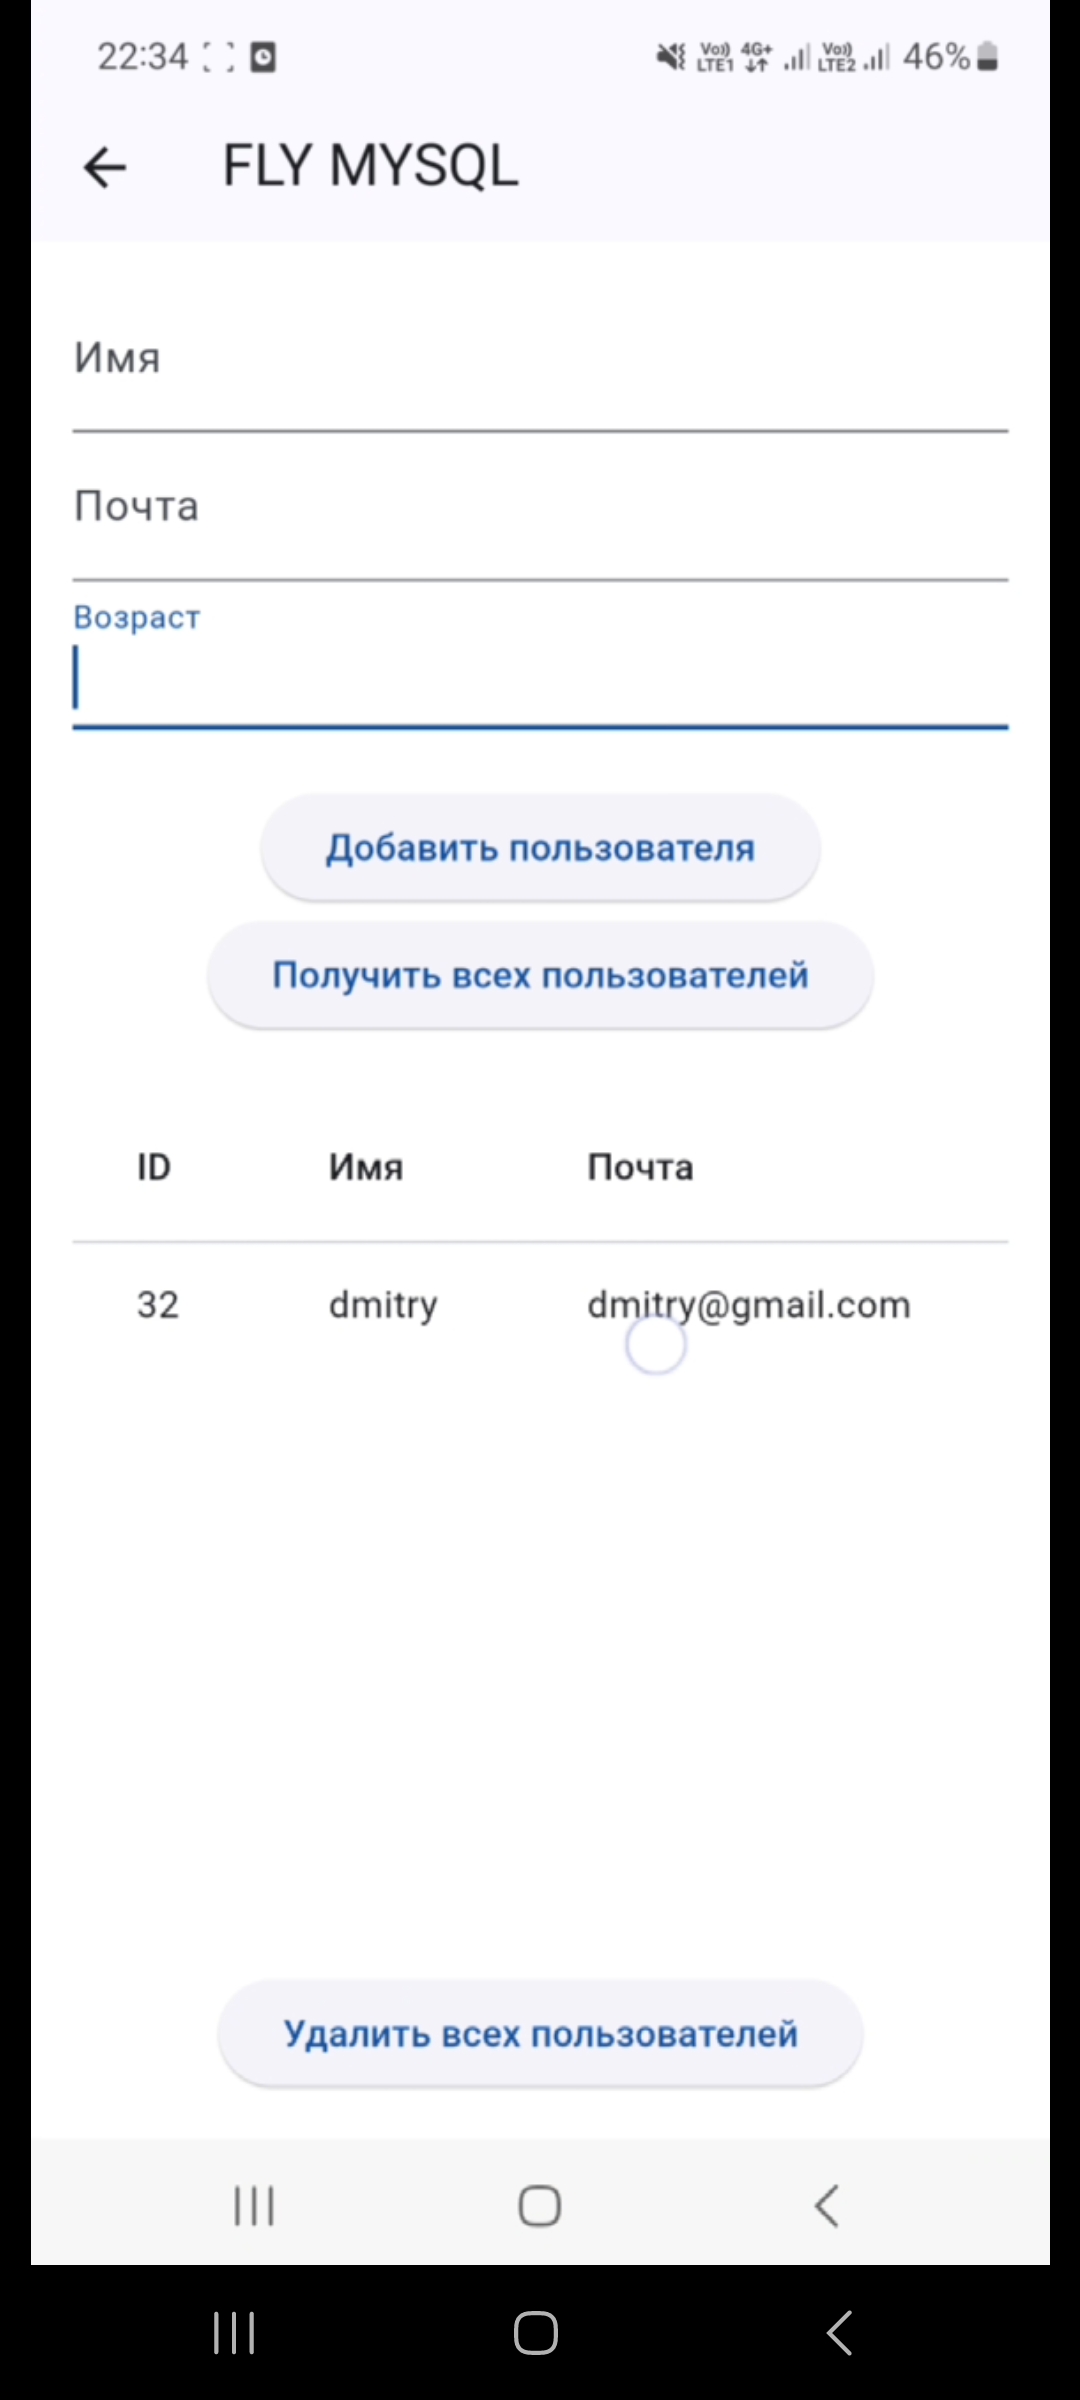 22:34 Vo)) LTE1 4G+ Vo)) LTE2 46%
FLY MYSQL
Имя
Почта
Возраст
Добавить пользователя
Получить всех пользователей
ID Имя Почта
32 dmitry dmitry@gmail.com
Удалить всех пользователей